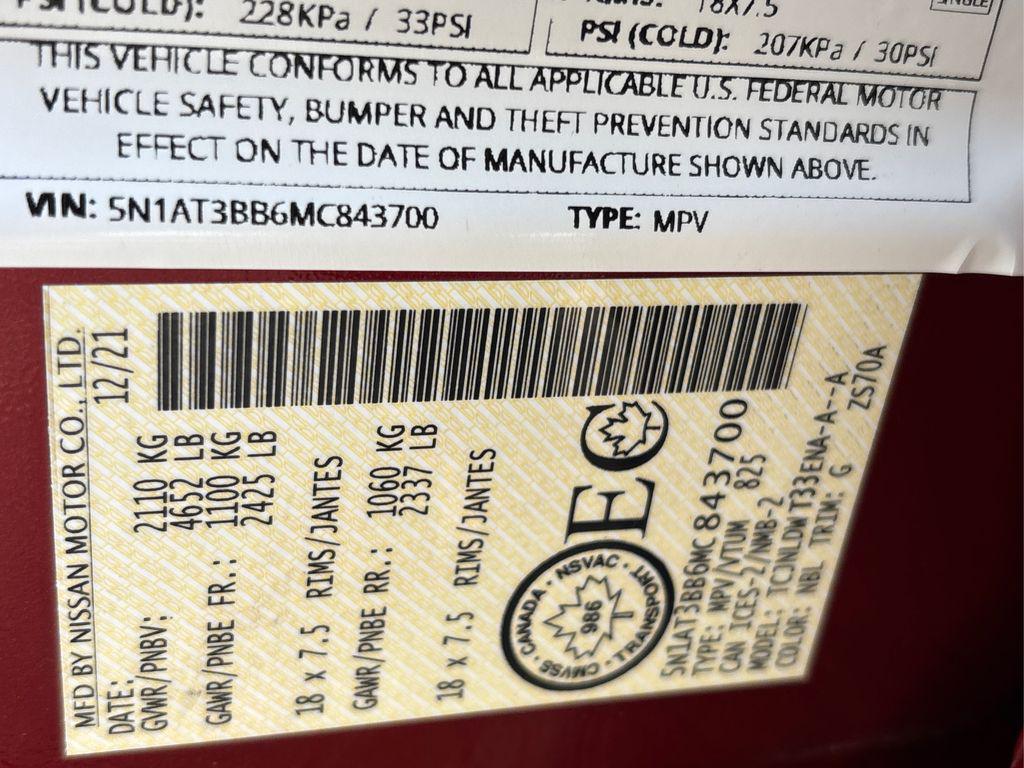 228KPa / 33PSI
18X7.5
PSI (COLD): 207KPa / 30PSI
THIS VEHICLE CONFORMS TO ALL APPLICABLE U.S. FEDERAL MOTOR
VEHICLE SAFETY, BUMPER AND THEFT PREVENTION STANDARDS IN
EFFECT ON THE DATE OF MANUFACTURE SHOWN ABOVE.
VIN: 5N1AT3BB6MC843700 TYPE: MPV
MFD BY NISSAN MOTOR CO., LTD.
DATE: 12/21
GVWR/PNBV: 2110 KG
4652 LB
GAWR/PNBE FR.: 1100 KG
2425 LB
18 x 7.5 RIMS/JANTES
GAWR/PNBE RR.: 1060 KG
2337 LB
18 x 7.5 RIMS/JANTES
CANADA · NSVAC · TRANSPORT · CMVSS ·
986
T
EC
5N1AT3BB6MC843700
TYPE: MPV/VTUM 825
CAN ICES-2/NMB-2
MODEL: TCJNLDWT33ENA-A--A
COLOR: NBL TRIM: G ZS70A